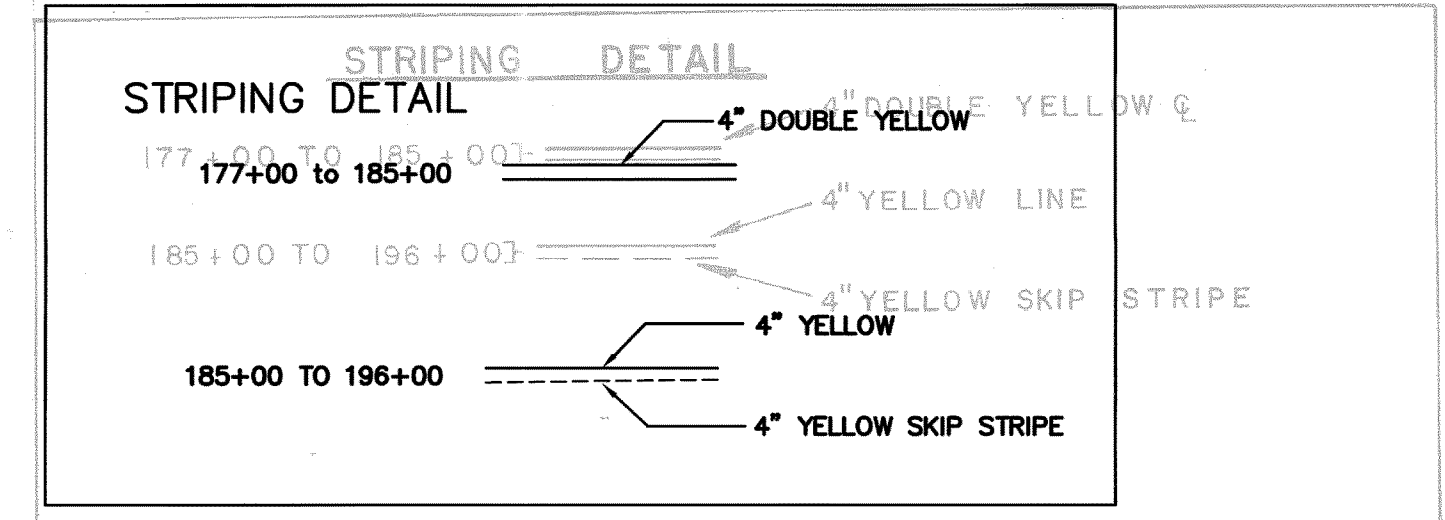 STRIPING DETAIL
STRIPING DETAIL
4" DOUBLE YELLOW ℄
4" DOUBLE YELLOW
177+00 TO 185+00
177+00 to 185+00
4" YELLOW LINE
185+00 TO 196+00
4" YELLOW SKIP STRIPE
4" YELLOW
185+00 TO 196+00
4" YELLOW SKIP STRIPE